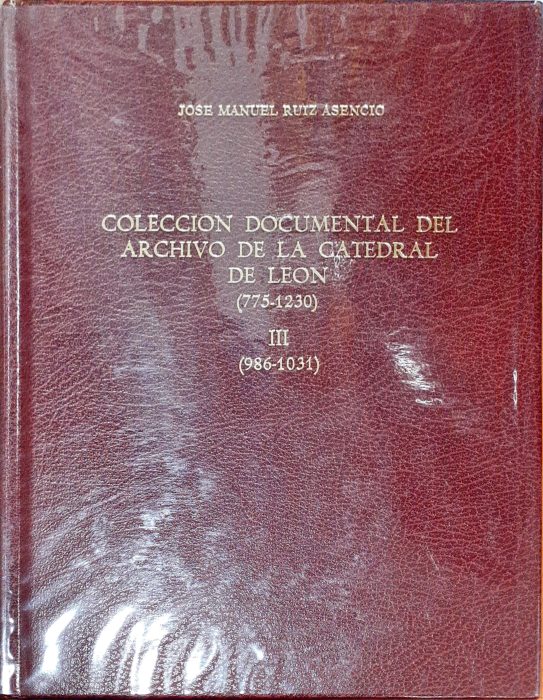 JOSE MANUEL RUIZ ASENCIO
COLECCION DOCUMENTAL DEL
ARCHIVO DE LA CATEDRAL
DE LEON
(775-1230)
III
(986-1031)